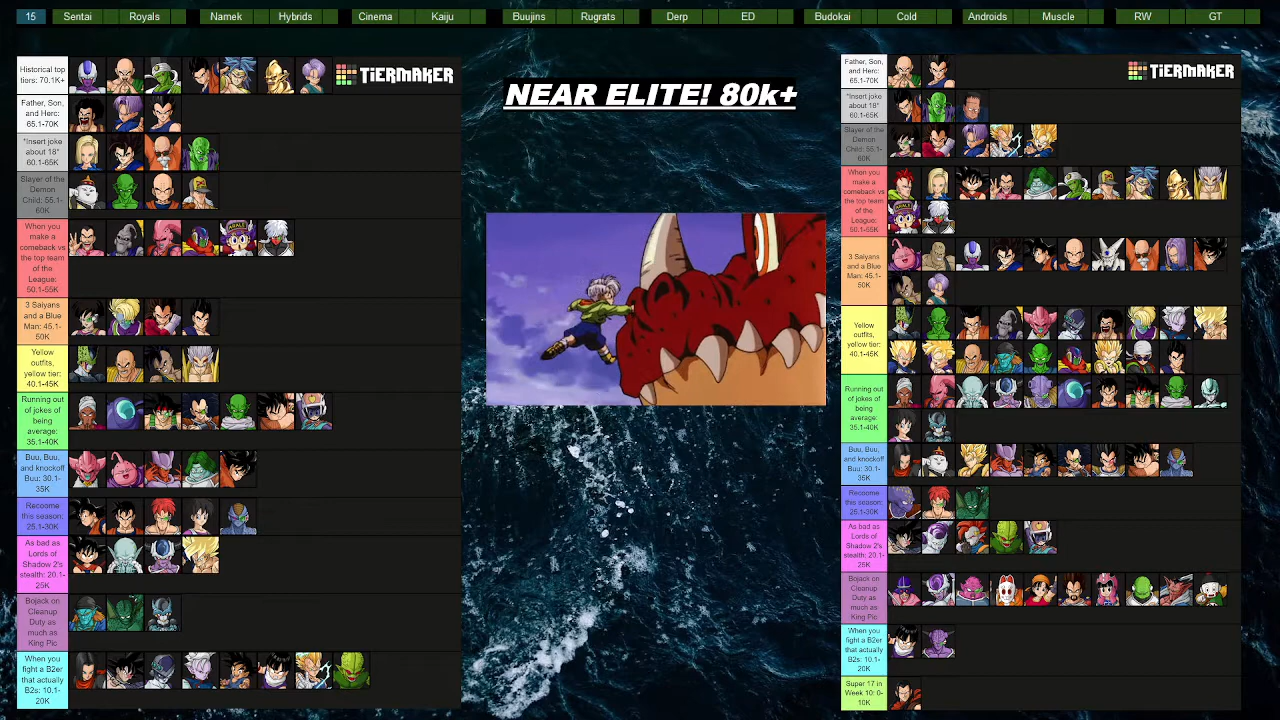 15 Sentai Royals Namek Hybrids Cinema Kaiju Buujins Rugrats Derp ED Budokai Cold Androids Muscle RW GT
NEAR ELITE! 80k+
Historical top
tiers: 70.1K+
TIERMAKER
Father, Son,
and Herc:
65.1-70K
*Insert joke
about 18*
60.1-65K
Slayer of the
Demon
Child: 55.1-
60K
When you
make a
comeback vs
the top team
of the
League:
50.1-55K
ARALE
3 Saiyans
and a Blue
Man: 45.1-
50K
Yellow
outfits,
yellow tier:
40.1-45K
Running out
of jokes of
being
average:
35.1-40K
Buu, Buu,
and knockoff
Buu: 30.1-
35K
Recoome
this season:
25.1-30K
As bad as
Lords of
Shadow 2's
stealth: 20.1-
25K
Bojack on
Cleanup
Duty as
much as
King Pic
When you
fight a B2er
that actually
B2s: 10.1-
20K
Father, Son,
and Herc:
65.1-70K
TIERMAKER
*Insert joke
about 18*
60.1-65K
Slayer of the
Demon
Child: 55.1-
60K
When you
make a
comeback vs
the top team
of the
League:
50.1-55K
ARALE
3 Saiyans
and a Blue
Man: 45.1-
50K
Yellow
outfits,
yellow tier:
40.1-45K
Running out
of jokes of
being
average:
35.1-40K
Buu, Buu,
and knockoff
Buu: 30.1-
35K
Recoome
this season:
25.1-30K
As bad as
Lords of
Shadow 2's
stealth: 20.1-
25K
Bojack on
Cleanup
Duty as
much as
King Pic
When you
fight a B2er
that actually
B2s: 10.1-
20K
Super 17 in
Week 10: 0-
10K